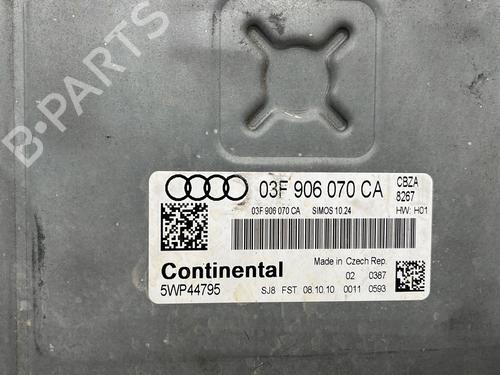 B-PARTS
03F 906 070 CA
CBZA
8267
03F 906 070 CA SIMOS 10.24
HW: H01
Made in Czech Rep.
Continental
02 0387
5WP44795
SJ8 FST 08.10.10 0011 0593